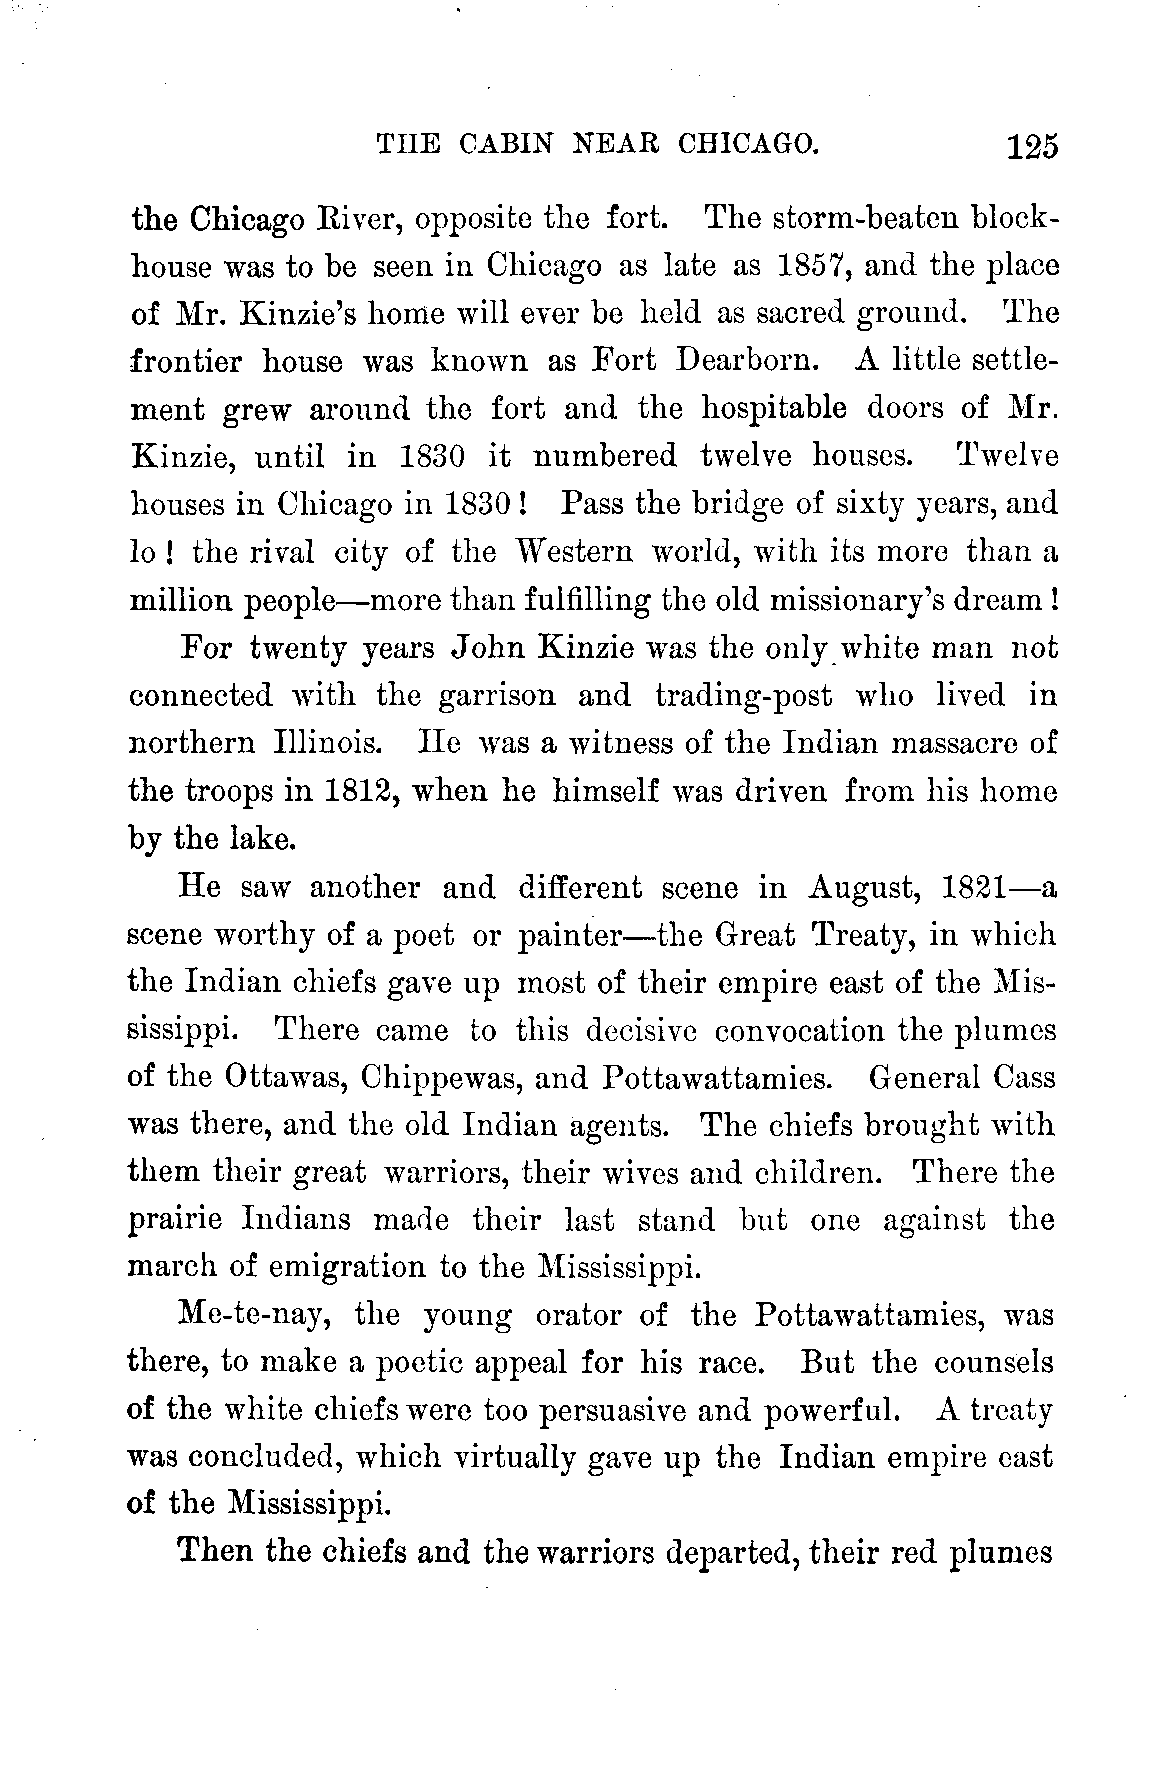 THE CABIN NEAR CHICAGO. 125
the Chicago River, opposite the fort. The storm-beaten block-
house was to be seen in Chicago as late as 1857, and the place
of Mr. Kinzie's home will ever be held as sacred ground. The
frontier house was known as Fort Dearborn. A little settle-
ment grew around the fort and the hospitable doors of Mr.
Kinzie, until in 1830 it numbered twelve houses. Twelve
houses in Chicago in 1830! Pass the bridge of sixty years, and
lo! the rival city of the Western world, with its more than a
million people—more than fulfilling the old missionary's dream!
For twenty years John Kinzie was the only white man not
connected with the garrison and trading-post who lived in
northern Illinois. He was a witness of the Indian massacre of
the troops in 1812, when he himself was driven from his home
by the lake.
He saw another and different scene in August, 1821—a
scene worthy of a poet or painter—the Great Treaty, in which
the Indian chiefs gave up most of their empire east of the Mis-
sissippi. There came to this decisive convocation the plumes
of the Ottawas, Chippewas, and Pottawattamies. General Cass
was there, and the old Indian agents. The chiefs brought with
them their great warriors, their wives and children. There the
prairie Indians made their last stand but one against the
march of emigration to the Mississippi.
Me-te-nay, the young orator of the Pottawattamies, was
there, to make a poetic appeal for his race. But the counsels
of the white chiefs were too persuasive and powerful. A treaty
was concluded, which virtually gave up the Indian empire east
of the Mississippi.
Then the chiefs and the warriors departed, their red plumes